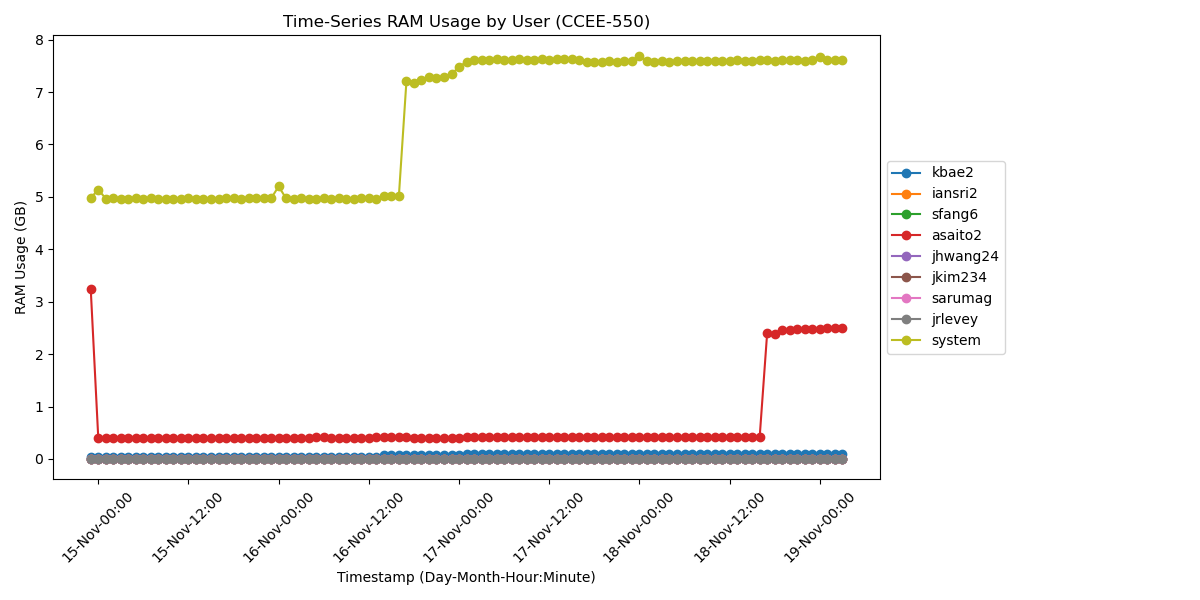 Time-Series RAM Usage by User (CCEE-550)
8
7
6
5
4
3
2
1
0
RAM Usage (GB)
15-Nov-00:00
15-Nov-12:00
16-Nov-00:00
16-Nov-12:00
17-Nov-00:00
17-Nov-12:00
18-Nov-00:00
18-Nov-12:00
19-Nov-00:00
Timestamp (Day-Month-Hour:Minute)
kbae2
iansri2
sfang6
asaito2
jhwang24
jkim234
sarumag
jrlevey
system